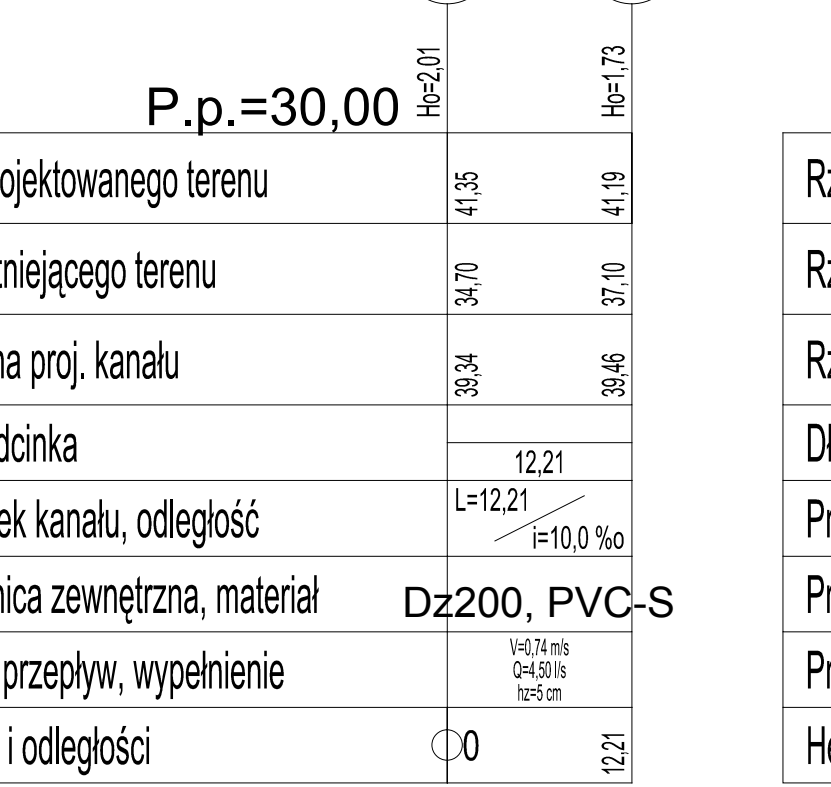 Ho=2,01
Ho=1,73
P.p.=30,00
ojektowanego terenu
41,35
41,19
Rz
tniejącego terenu
34,70
37,10
Rz
na proj. kanału
39,34
39,46
Rz
dcinka
12,21
Dł
ek kanału, odległość
L=12,21
i=10,0 %o
Pr
nica zewnętrzna, materiał
Dz200, PVC-S
Pr
przepływ, wypełnienie
V=0,74 m/s
Q=4,50 l/s
hz=5 cm
Pr
i odległości
0
12,21
He